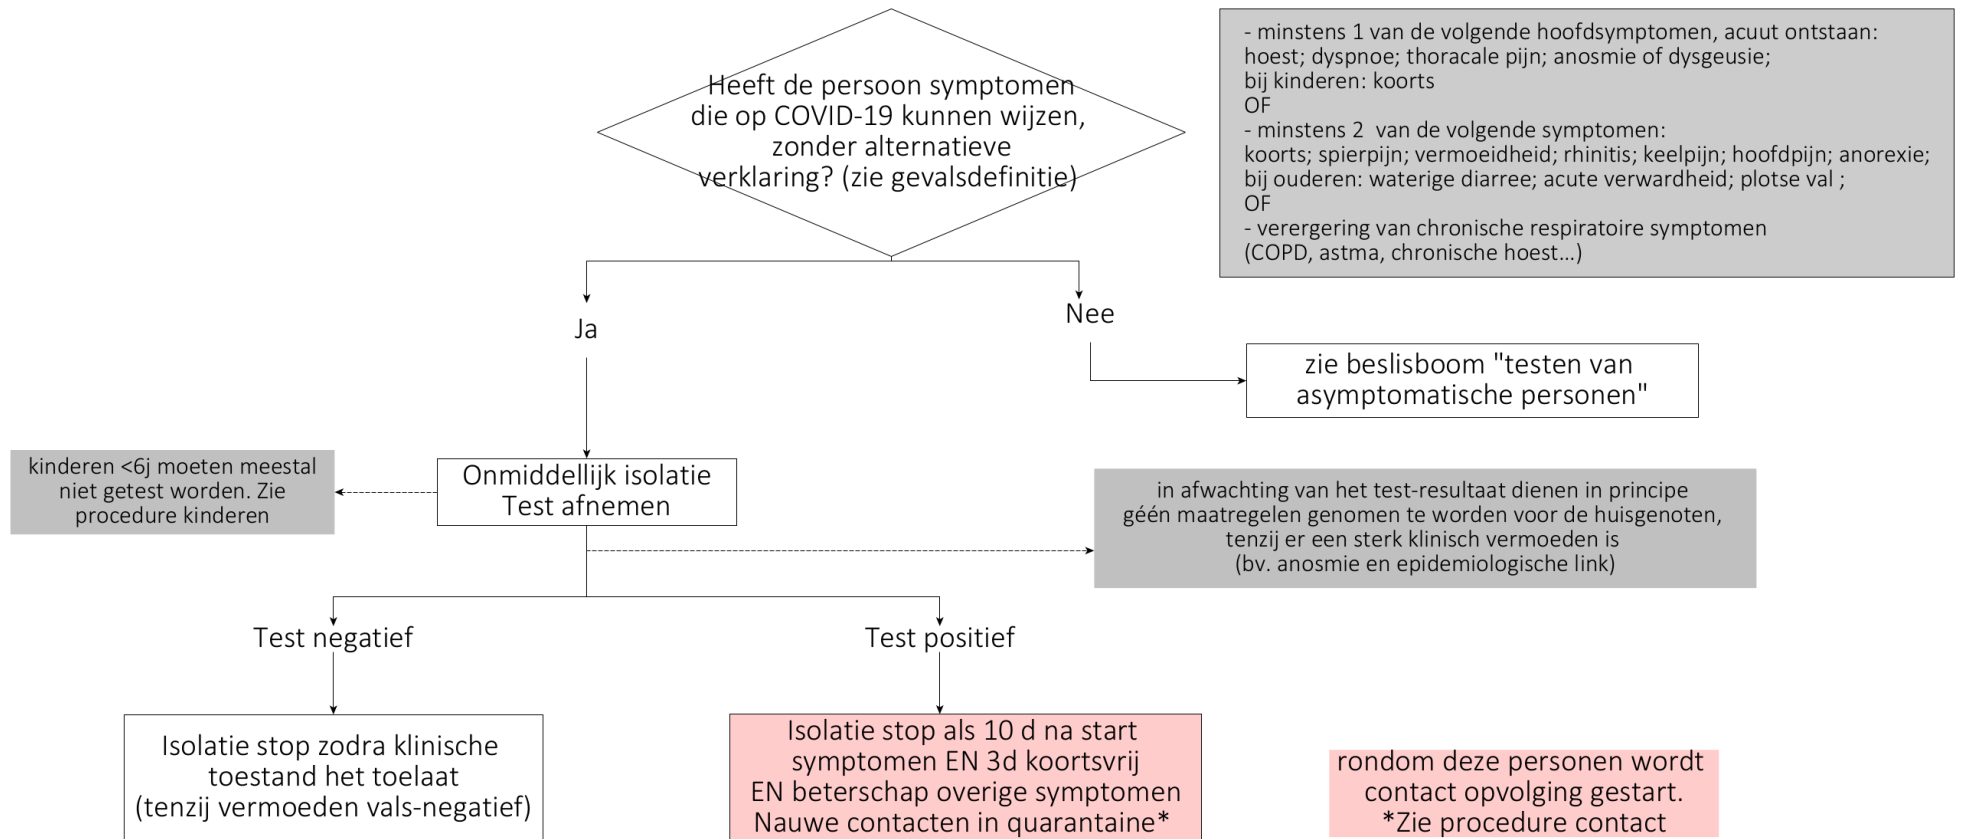 Heeft de persoon symptomen
die op COVID-19 kunnen wijzen,
zonder alternatieve
verklaring? (zie gevalsdefinitie)
- minstens 1 van de volgende hoofdsymptomen, acuut ontstaan:
hoest; dyspnoe; thoracale pijn; anosmie of dysgeusie;
bij kinderen: koorts
OF
- minstens 2 van de volgende symptomen:
koorts; spierpijn; vermoeidheid; rhinitis; keelpijn; hoofdpijn; anorexie;
bij ouderen: waterige diarree; acute verwardheid; plotse val ;
OF
- verergering van chronische respiratoire symptomen
(COPD, astma, chronische hoest...)
Ja
Nee
zie beslisboom "testen van
asymptomatische personen"
kinderen <6j moeten meestal
niet getest worden. Zie
procedure kinderen
Onmiddellijk isolatie
Test afnemen
in afwachting van het test-resultaat dienen in principe
géén maatregelen genomen te worden voor de huisgenoten,
tenzij er een sterk klinisch vermoeden is
(bv. anosmie en epidemiologische link)
Test negatief
Test positief
Isolatie stop zodra klinische
toestand het toelaat
(tenzij vermoeden vals-negatief)
Isolatie stop als 10 d na start
symptomen EN 3d koortsvrij
EN beterschap overige symptomen
Nauwe contacten in quarantaine*
rondom deze personen wordt
contact opvolging gestart.
*Zie procedure contact